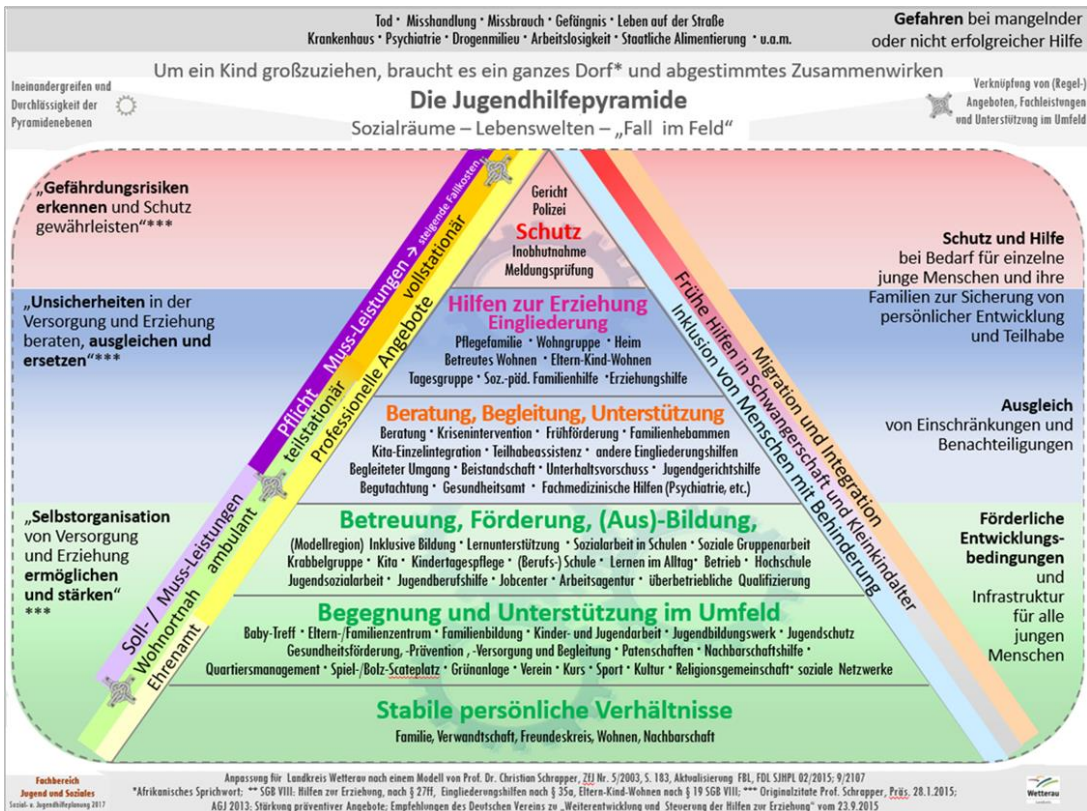 Tod · Misshandlung · Missbrauch · Gefängnis · Leben auf der Straße
Krankenhaus · Psychiatrie · Drogenmilieu · Arbeitslosigkeit · Staatliche Alimentierung · u.a.m.
Gefahren bei mangelnder
oder nicht erfolgreicher Hilfe
Um ein Kind großzuziehen, braucht es ein ganzes Dorf* und abgestimmtes Zusammenwirken
Ineinandergreifen und
Durchlässigkeit der
Pyramidenebenen
Die Jugendhilfepyramide
Sozialräume – Lebenswelten – „Fall im Feld"
Verknüpfung von (Regel-)
Angeboten, Fachleistungen
und Unterstützung im Umfeld
„Gefährdungsrisiken
erkennen und Schutz
gewährleisten"***
„Unsicherheiten in der
Versorgung und Erziehung
beraten, ausgleichen und
ersetzen"***
„Selbstorganisation
von Versorgung
und Erziehung
ermöglichen
und stärken"
***
Soll- / Muss-Leistungen
Pflicht Muss-Leistungen → steigende Fallkosten
Wohnortnah ambulant teilstationär vollstationär
Ehrenamt Professionelle Angebote
Gericht
Polizei
Schutz
Inobhutnahme
Meldungsprüfung
Hilfen zur Erziehung
Eingliederung
Pflegefamilie · Wohngruppe · Heim
Betreutes Wohnen · Eltern-Kind-Wohnen
Tagesgruppe · Soz.-päd. Familienhilfe ·Erziehungshilfe
Beratung, Begleitung, Unterstützung
Beratung · Krisenintervention · Frühförderung · Familienhebammen
Kita-Einzelintegration · Teilhabeassistenz · andere Eingliederungshilfen
Begleiteter Umgang · Beistandschaft · Unterhaltsvorschuss · Jugendgerichtshilfe
Begutachtung · Gesundheitsamt · Fachmedizinische Hilfen (Psychiatrie, etc.)
Betreuung, Förderung, (Aus)-Bildung,
(Modellregion) Inklusive Bildung · Lernunterstützung · Sozialarbeit in Schulen · Soziale Gruppenarbeit
Krabbelgruppe · Kita · Kindertagespflege · (Berufs-) Schule · Lernen im Alltag· Betrieb · Hochschule
Jugendsozialarbeit · Jugendberufshilfe · Jobcenter · Arbeitsagentur · überbetriebliche Qualifizierung
Begegnung und Unterstützung im Umfeld
Baby-Treff · Eltern-/Familienzentrum · Familienbildung · Kinder- und Jugendarbeit · Jugendbildungswerk · Jugendschutz
Gesundheitsförderung, -Prävention , -Versorgung und Begleitung · Patenschaften · Nachbarschaftshilfe ·
Quartiersmanagement · Spiel-/Bolz-Scateplatz · Grünanlage · Verein · Kurs · Sport · Kultur · Religionsgemeinschaft· soziale Netzwerke
Stabile persönliche Verhältnisse
Familie, Verwandtschaft, Freundeskreis, Wohnen, Nachbarschaft
Migration und Integration
Frühe Hilfen in Schwangerschaft und Kleinkindalter
Inklusion von Menschen mit Behinderung
Schutz und Hilfe
bei Bedarf für einzelne
junge Menschen und ihre
Familien zur Sicherung von
persönlicher Entwicklung
und Teilhabe
Ausgleich
von Einschränkungen und
Benachteiligungen
Förderliche
Entwicklungs-
bedingungen
und
Infrastruktur
für alle
jungen
Menschen
Fachbereich
Jugend und Soziales
Sozial- u. Jugendhilfeplanung 2017
Anpassung für Landkreis Wetterau nach einem Modell von Prof. Dr. Christian Schrapper, ZfJ Nr. 5/2003, S. 183, Aktualisierung FBL, FDL SJHPL 02/2015; 9/2107
*Afrikanisches Sprichwort; ** SGB VIII: Hilfen zur Erziehung, nach § 27ff, Eingliederungshilfen nach § 35a, Eltern-Kind-Wohnen nach § 19 SGB VIII; *** Originalzitate Prof. Schrapper, Präs. 28.1.2015;
AGJ 2013: Stärkung präventiver Angebote; Empfehlungen des Deutschen Vereins zu „Weiterentwicklung und Steuerung der Hilfen zur Erziehung" vom 23.9.2015
Wetterau